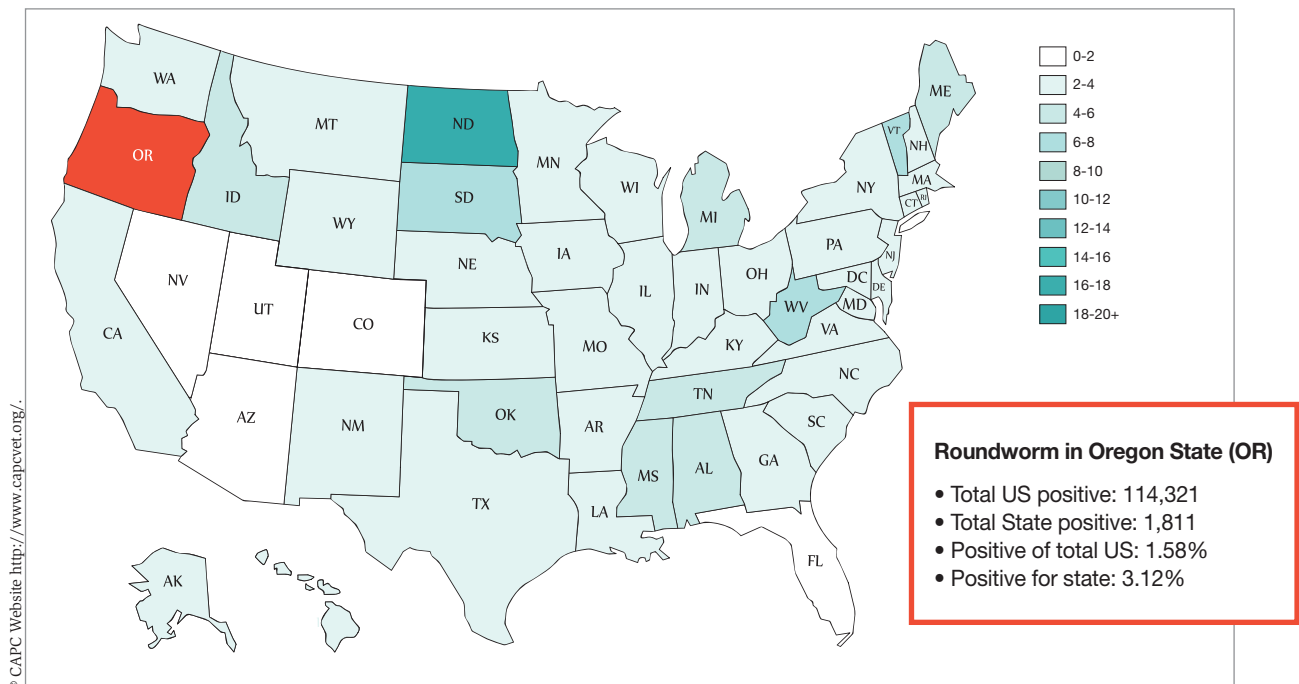 WA
OR
MT
ND
ID
WY
SD
MN
WI
MI
ME
VT
NH
MA
CT
RI
NY
PA
NJ
DC
DE
MD
NV
UT
CO
NE
IA
IL
IN
OH
WV
VA
CA
KS
MO
KY
NC
AZ
NM
OK
AR
TN
SC
TX
LA
MS
AL
GA
FL
AK
0-2
2-4
4-6
6-8
8-10
10-12
12-14
14-16
16-18
18-20+
Roundworm in Oregon State (OR)
• Total US positive: 114,321
• Total State positive: 1,811
• Positive of total US: 1.58%
• Positive for state: 3.12%
© CAPC Website http://www.capcvet.org/.